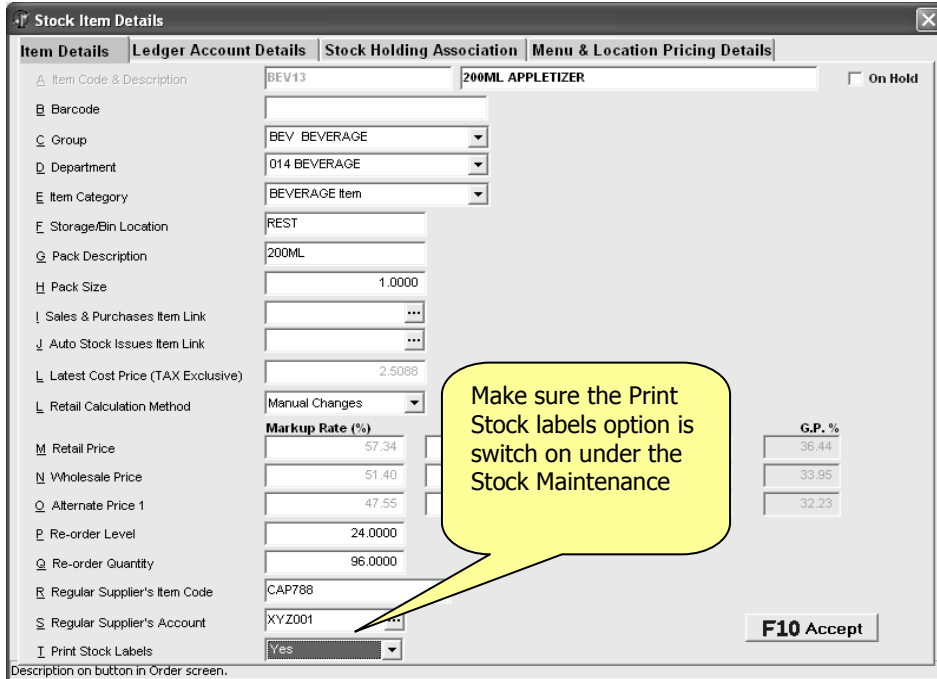 Stock Item Details
Item Details Ledger Account Details Stock Holding Association Menu & Location Pricing Details
A Item Code & Description BEV13 200ML APPLETIZER On Hold
B Barcode
C Group BEV BEVERAGE
D Department 014 BEVERAGE
E Item Category BEVERAGE Item
F Storage/Bin Location REST
G Pack Description 200ML
H Pack Size 1.0000
I Sales & Purchases Item Link ...
J Auto Stock Issues Item Link ...
L Latest Cost Price (TAX Exclusive) 2.5088
L Retail Calculation Method Manual Changes
Markup Rate (%) G.P. %
M Retail Price 57.34 36.44
N Wholesale Price 51.40 33.95
O Alternate Price 1 47.55 32.23
P Re-order Level 24.0000
Q Re-order Quantity 96.0000
R Regular Supplier's Item Code CAP788
S Regular Supplier's Account XYZ001 ...
T Print Stock Labels Yes
F10 Accept
Description on button in Order screen.
Make sure the Print
Stock labels option is
switch on under the
Stock Maintenance